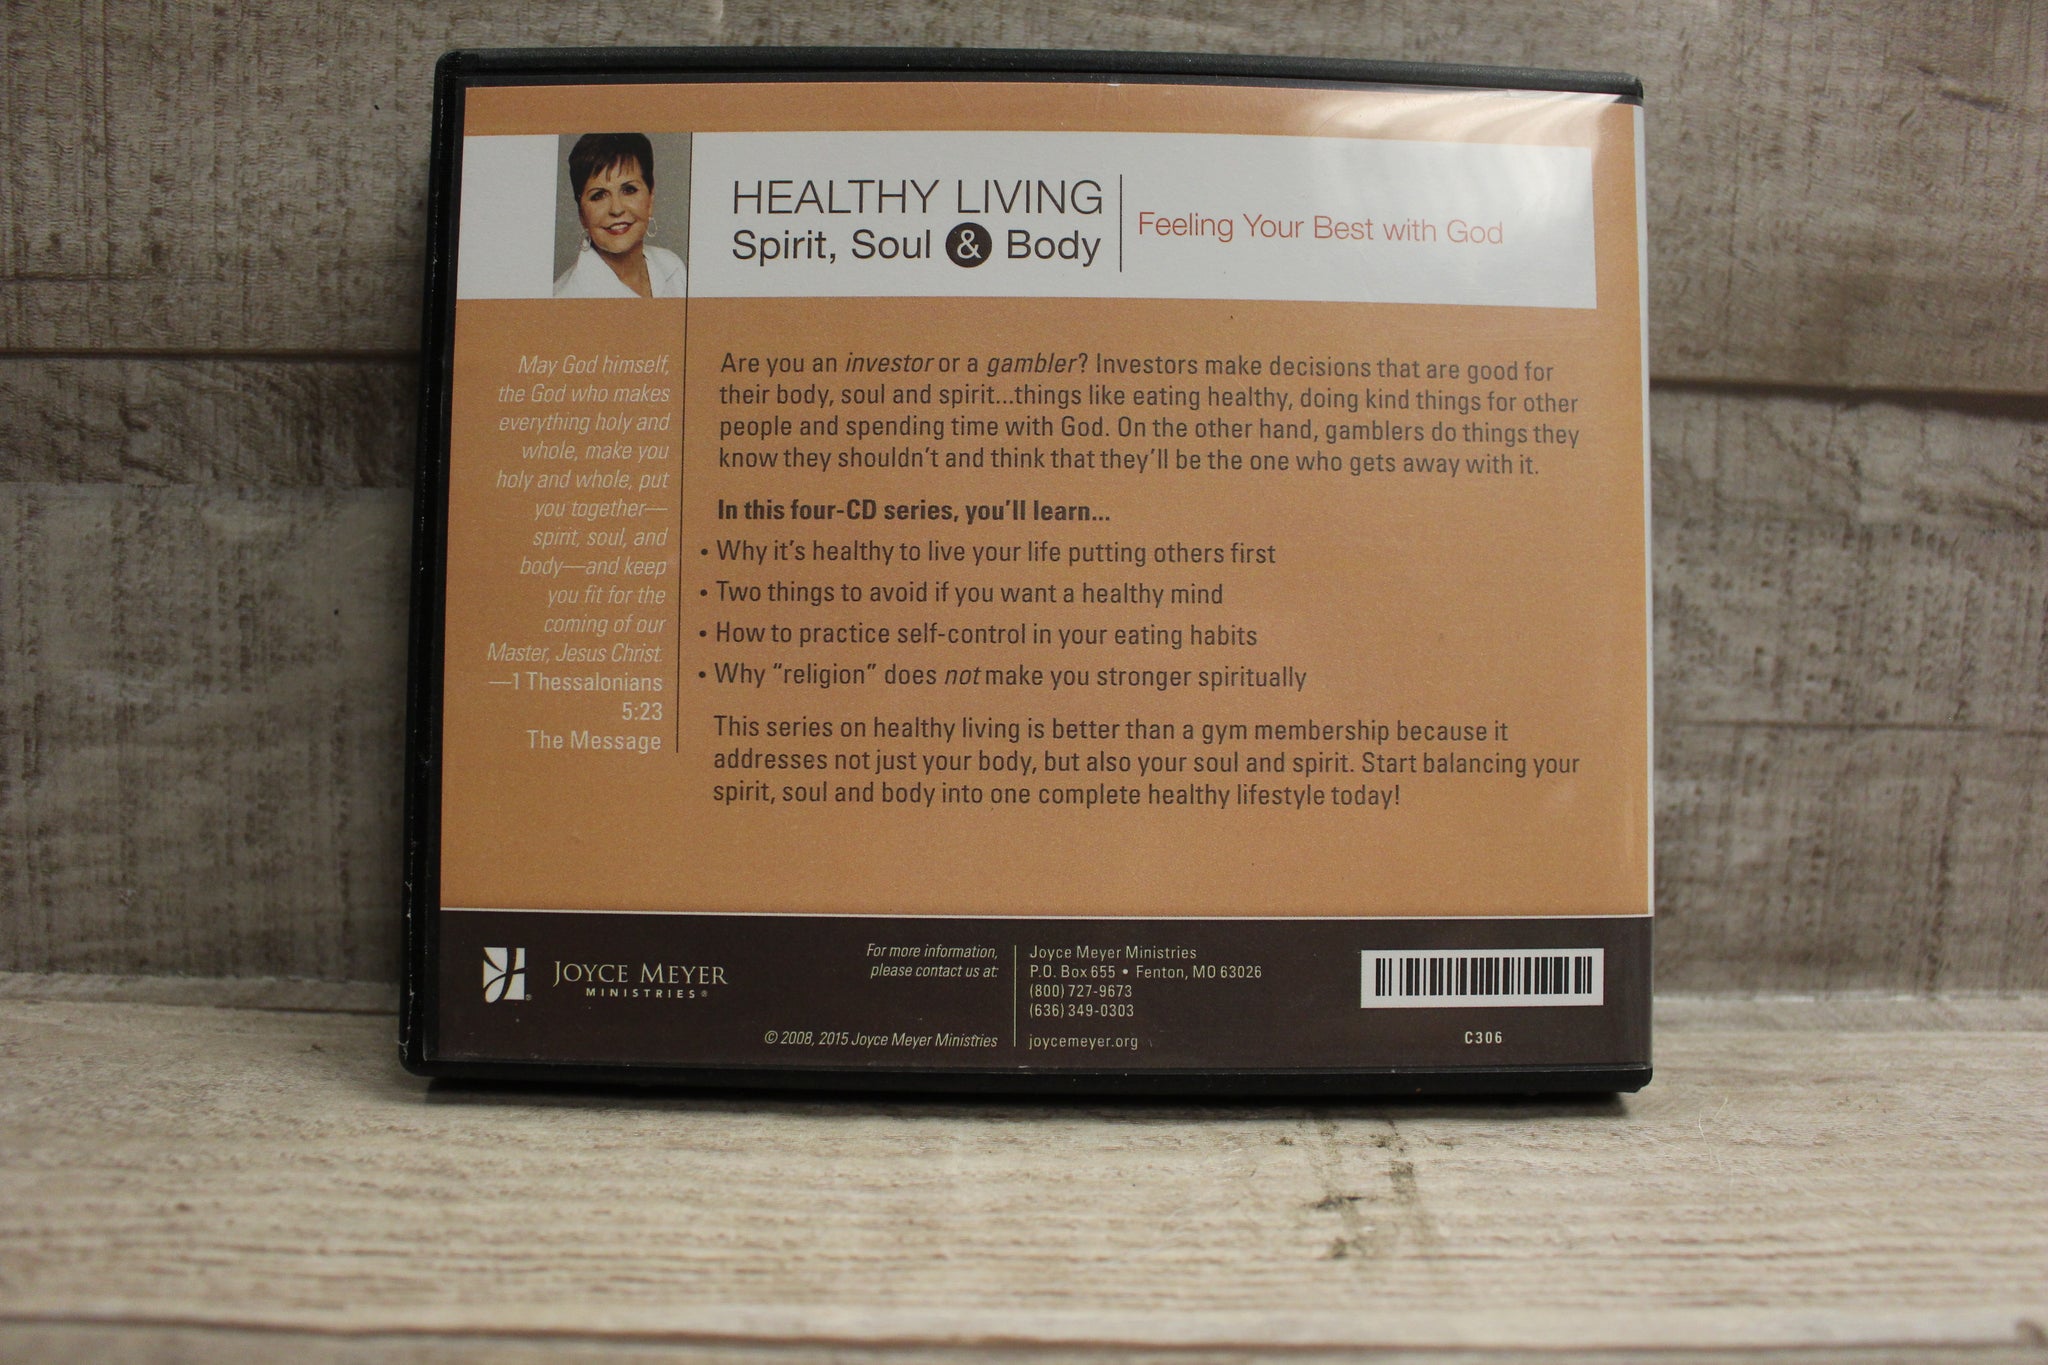 HEALTHY LIVING
Spirit, Soul & Body
Feeling Your Best with God
May God himself,
the God who makes
everything holy and
whole, make you
holy and whole, put
you together—
spirit, soul, and
body—and keep
you fit for the
coming of our
Master, Jesus Christ.
—1 Thessalonians
5:23
The Message
Are you an investor or a gambler? Investors make decisions that are good for
their body, soul and spirit...things like eating healthy, doing kind things for other
people and spending time with God. On the other hand, gamblers do things they
know they shouldn't and think that they'll be the one who gets away with it.
In this four-CD series, you'll learn...
• Why it's healthy to live your life putting others first
• Two things to avoid if you want a healthy mind
• How to practice self-control in your eating habits
• Why “religion” does not make you stronger spiritually
This series on healthy living is better than a gym membership because it
addresses not just your body, but also your soul and spirit. Start balancing your
spirit, soul and body into one complete healthy lifestyle today!
JOYCE MEYER
MINISTRIES®
For more information,
please contact us at:
© 2008, 2015 Joyce Meyer Ministries
Joyce Meyer Ministries
P.O. Box 655 • Fenton, MO 63026
(800) 727-9673
(636) 349-0303
joycemeyer.org
C306